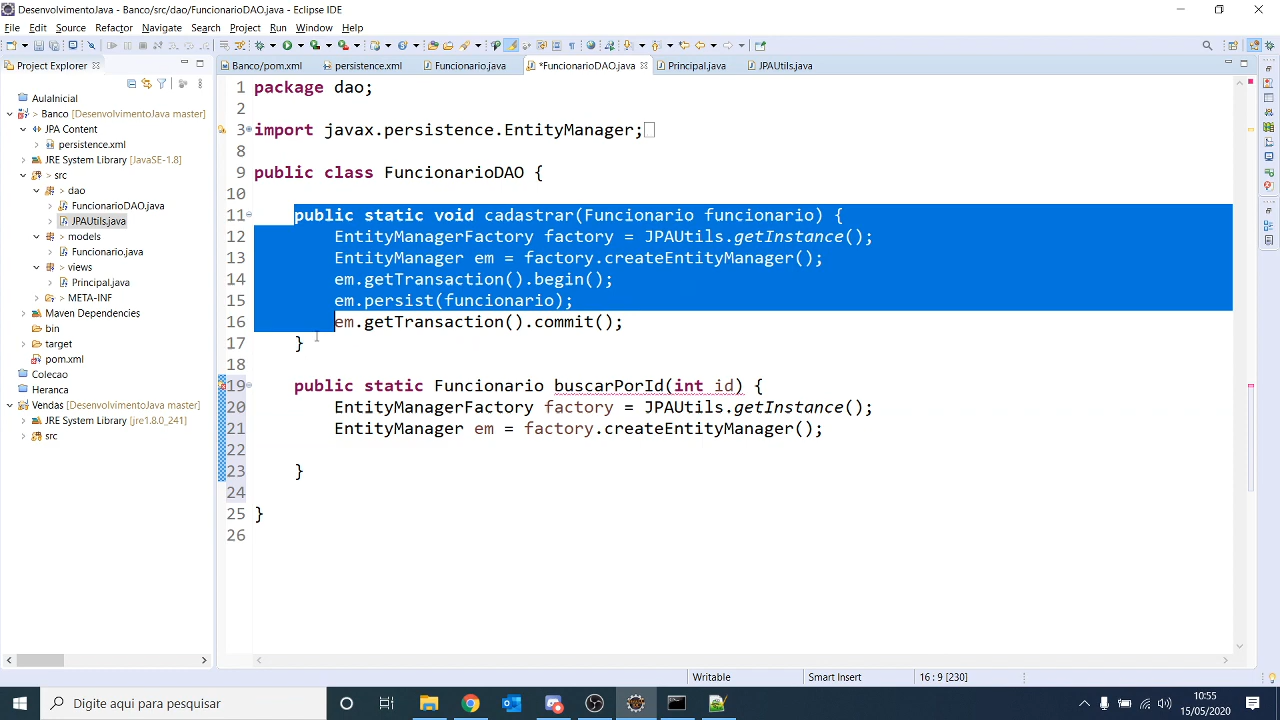 DesenvolvimentoJava - Banco/src/dao/FuncionarioDAO.java - Eclipse IDE
File Edit Source Refactor Navigate Search Project Run Window Help
Project Explorer
Banco/pom.xml persistence.xml Funcionario.java *FuncionarioDAO.java Principal.java JPAUtils.java
AulaInicial
Banco [DesenvolvimentoJava master]
JPA Content
persistence.xml
JRE System Library [JavaSE-1.8]
src
dao
FuncionarioDAO.java
JPAUtils.java
models
Funcionario.java
views
Principal.java
META-INF
Maven Dependencies
bin
target
pom.xml
Colecao
Heranca
Vendas [DesenvolvimentoJava master]
JRE System Library [jre1.8.0_241]
src
1 package dao;
2
3 import javax.persistence.EntityManager;
8
9 public class FuncionarioDAO {
10
11 public static void cadastrar(Funcionario funcionario) {
12 EntityManagerFactory factory = JPAUtils.getInstance();
13 EntityManager em = factory.createEntityManager();
14 em.getTransaction().begin();
15 em.persist(funcionario);
16 em.getTransaction().commit();
17 }
18
19 public static Funcionario buscarPorId(int id) {
20 EntityManagerFactory factory = JPAUtils.getInstance();
21 EntityManager em = factory.createEntityManager();
22
23 }
24
25 }
26
Writable Smart Insert 16 : 9 [230]
Digite aqui para pesquisar
10:55
15/05/2020